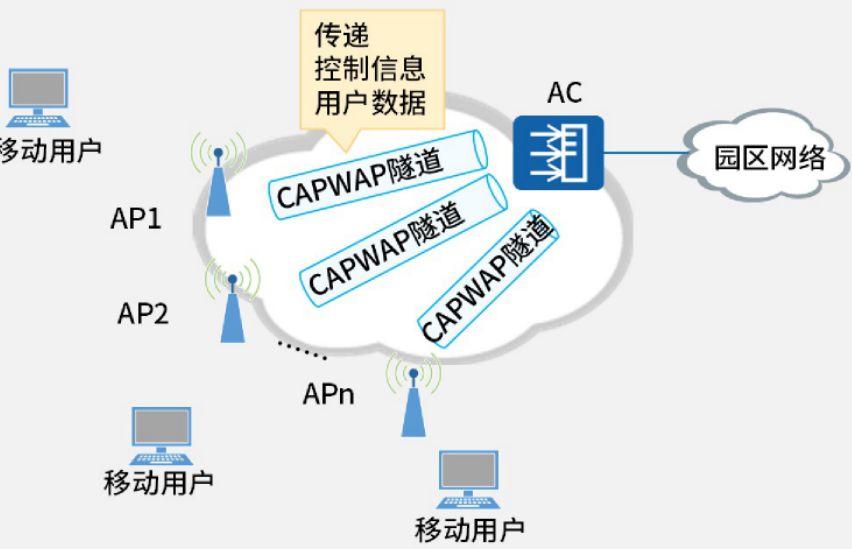 传递
控制信息
用户数据
AC
移动用户
CAPWAP隧道
园区网络
AP1
CAPWAP隧道
CAPWAP隧道
AP2
......
APn
移动用户
移动用户